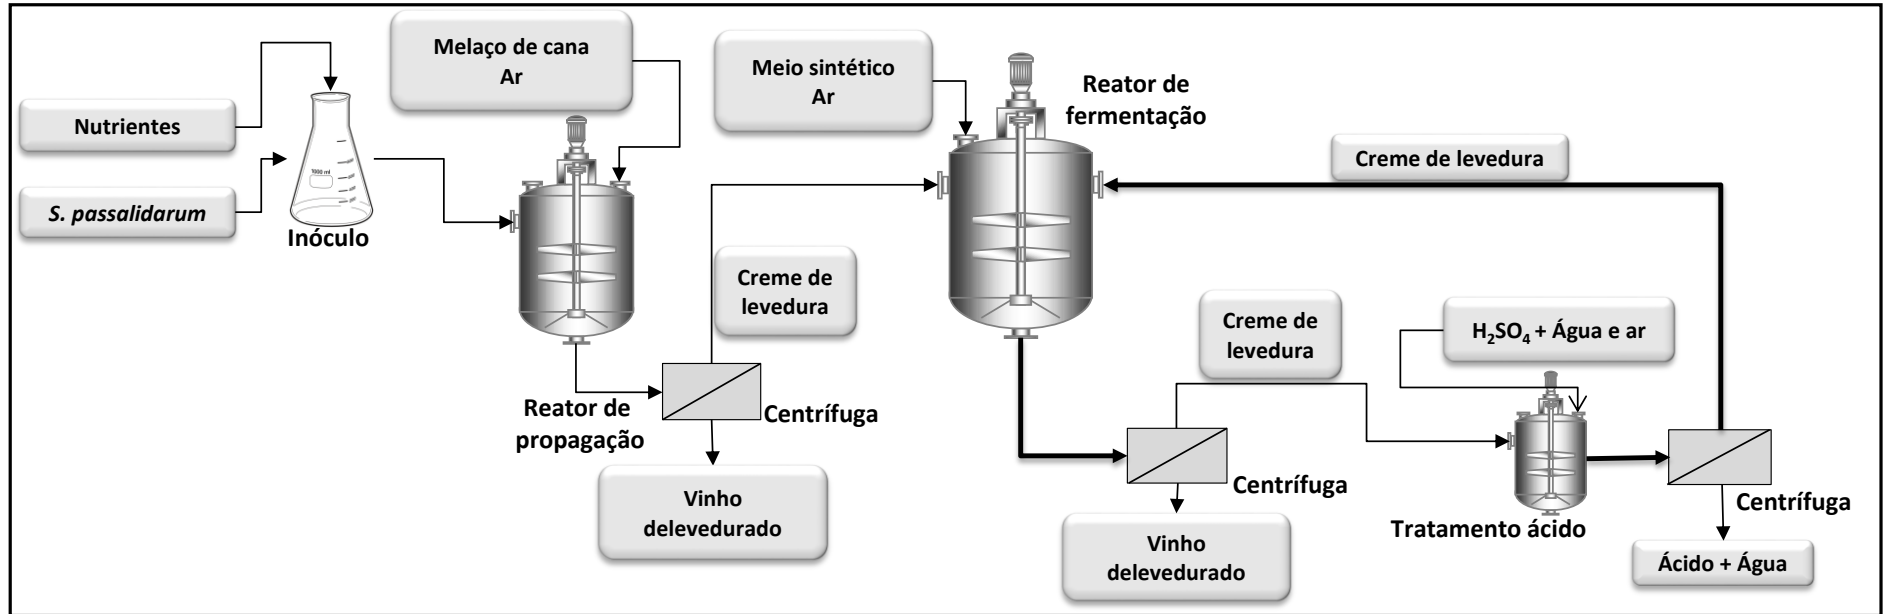 Nutrientes
S. passalidarum
1000 ml
Inóculo
Melaço de cana
Ar
Reator de
propagação
Creme de
levedura
Centrífuga
Vinho
delevedurado
Meio sintético
Ar
Reator de
fermentação
Creme de levedura
Creme de
levedura
Centrífuga
Vinho
delevedurado
H₂SO₄ + Água e ar
Tratamento ácido
Centrífuga
Ácido + Água